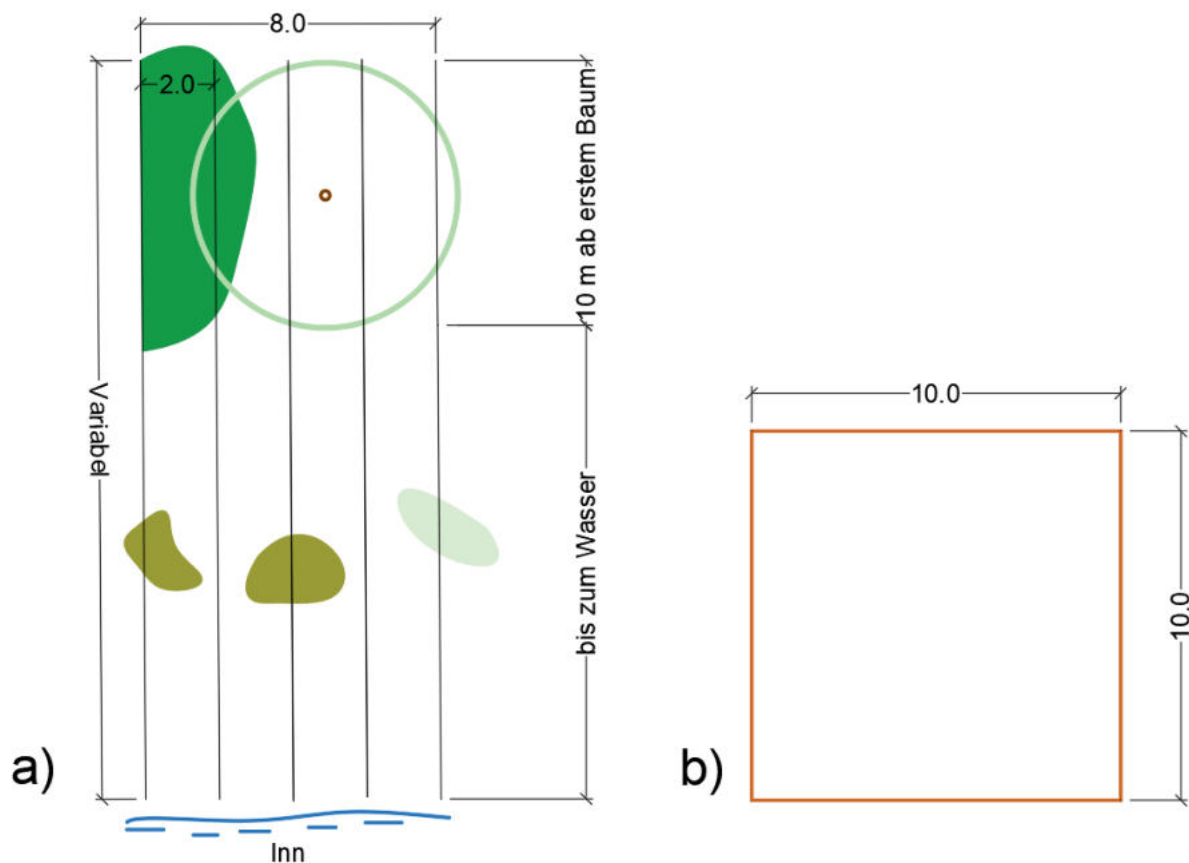 8.0
2.0
10 m ab erstem Baum
Variabel
bis zum Wasser
a)
Inn
10.0
10.0
b)